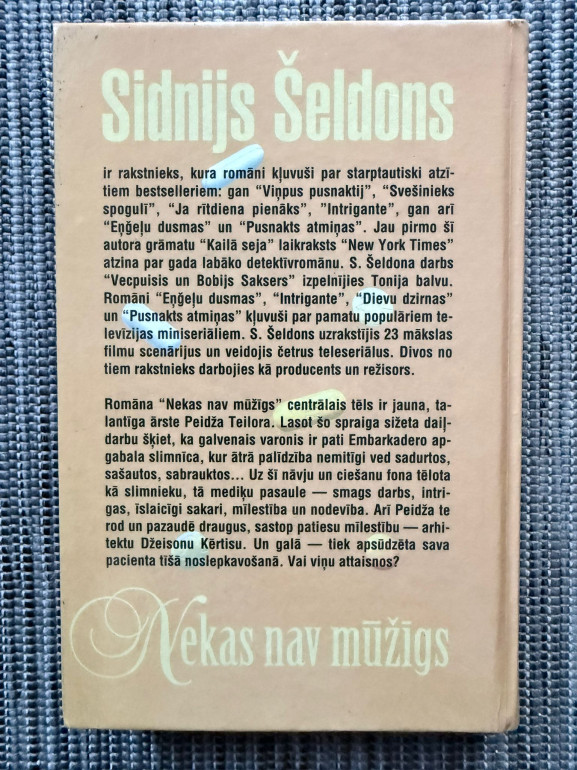 Sidnijs Šeldons
ir rakstnieks, kura romāni kļuvuši par starptautiski atzī-
tiem bestselleriem: gan “Viņpus pusnaktij”, “Svešinieks
spogulī”, “Ja rītdiena pienāks”, ”Intrigante”, gan arī
”Eņģeļu dusmas” un “Pusnakts atmiņas”. Jau pirmo šī
autora grāmatu “Kailā seja” laikraksts “New York Times”
atzina par gada labāko detektīvromānu. S. Šeldona darbs
“Vecpuisis un Bobijs Saksers” izpelnījies Tonija balvu.
Romāni ”Eņģeļu dusmas”, “Intrigante”, “Dievu dzirnas”
un “Pusnakts atmiņas” kļuvuši par pamatu populāriem te-
levīzijas miniseriāliem. S. Šeldons uzrakstījis 23 mākslas
filmu scenārijus un veidojis četrus teleseriālus. Divos no
tiem rakstnieks darbojies kā producents un režisors.
Romāna “Nekas nav mūžīgs” centrālais tēls ir jauna, ta-
lantīga ārste Peidža Teilora. Lasot šo spraiga sižeta daiļ-
darbu šķiet, ka galvenais varonis ir pati Embarkadero ap-
gabala slimnīca, kur ātrā palīdzība nemitīgi ved sadurtos,
sašautos, sabrauktos... Uz šī nāvju un ciešanu fona tēlota
kā slimnieku, tā mediķu pasaule — smags darbs, intri-
gas, īslaicīgi sakari, mīlestība un nodevība. Arī Peidža te
rod un pazaudē draugus, sastop patiesu mīlestību — arhi-
tektu Džeisonu Kērtisu. Un galā — tiek apsūdzēta sava
pacienta tīšā noslepkavošanā. Vai viņu attaisnos?
Nekas nav mūžīgs